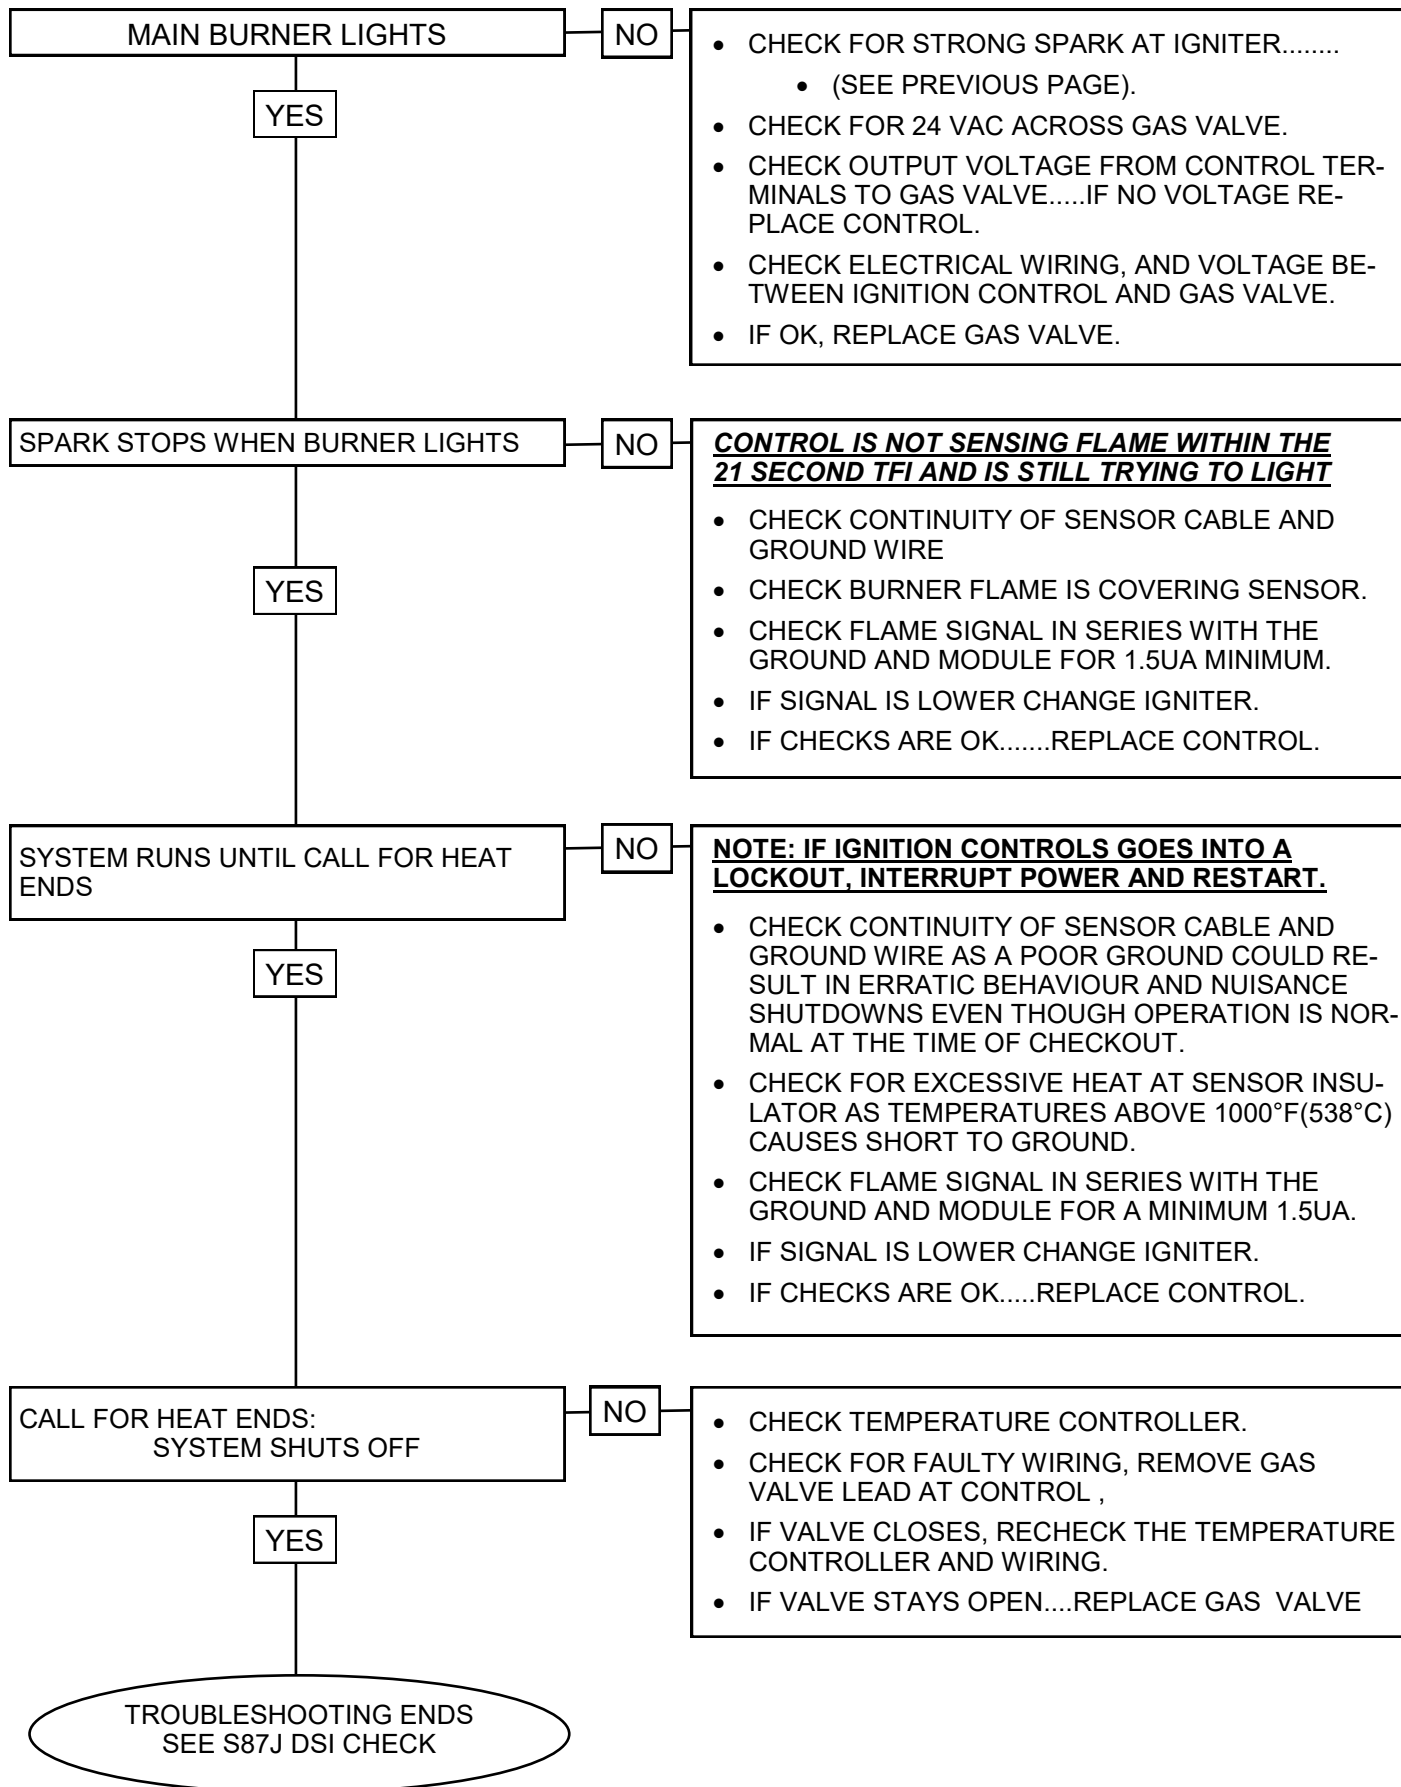 MAIN BURNER LIGHTS
NO
• CHECK FOR STRONG SPARK AT IGNITER........
• (SEE PREVIOUS PAGE).
• CHECK FOR 24 VAC ACROSS GAS VALVE.
• CHECK OUTPUT VOLTAGE FROM CONTROL TER-
MINALS TO GAS VALVE.....IF NO VOLTAGE RE-
PLACE CONTROL.
• CHECK ELECTRICAL WIRING, AND VOLTAGE BE-
TWEEN IGNITION CONTROL AND GAS VALVE.
• IF OK, REPLACE GAS VALVE.
YES
SPARK STOPS WHEN BURNER LIGHTS
NO
CONTROL IS NOT SENSING FLAME WITHIN THE
21 SECOND TFI AND IS STILL TRYING TO LIGHT
• CHECK CONTINUITY OF SENSOR CABLE AND
GROUND WIRE
• CHECK BURNER FLAME IS COVERING SENSOR.
• CHECK FLAME SIGNAL IN SERIES WITH THE
GROUND AND MODULE FOR 1.5UA MINIMUM.
• IF SIGNAL IS LOWER CHANGE IGNITER.
• IF CHECKS ARE OK.......REPLACE CONTROL.
YES
SYSTEM RUNS UNTIL CALL FOR HEAT
ENDS
NO
NOTE: IF IGNITION CONTROLS GOES INTO A
LOCKOUT, INTERRUPT POWER AND RESTART.
• CHECK CONTINUITY OF SENSOR CABLE AND
GROUND WIRE AS A POOR GROUND COULD RE-
SULT IN ERRATIC BEHAVIOUR AND NUISANCE
SHUTDOWNS EVEN THOUGH OPERATION IS NOR-
MAL AT THE TIME OF CHECKOUT.
• CHECK FOR EXCESSIVE HEAT AT SENSOR INSU-
LATOR AS TEMPERATURES ABOVE 1000°F(538°C)
CAUSES SHORT TO GROUND.
• CHECK FLAME SIGNAL IN SERIES WITH THE
GROUND AND MODULE FOR A MINIMUM 1.5UA.
• IF SIGNAL IS LOWER CHANGE IGNITER.
• IF CHECKS ARE OK.....REPLACE CONTROL.
YES
CALL FOR HEAT ENDS:
SYSTEM SHUTS OFF
NO
• CHECK TEMPERATURE CONTROLLER.
• CHECK FOR FAULTY WIRING, REMOVE GAS
VALVE LEAD AT CONTROL ,
• IF VALVE CLOSES, RECHECK THE TEMPERATURE
CONTROLLER AND WIRING.
• IF VALVE STAYS OPEN....REPLACE GAS  VALVE
YES
TROUBLESHOOTING ENDS
SEE S87J DSI CHECK